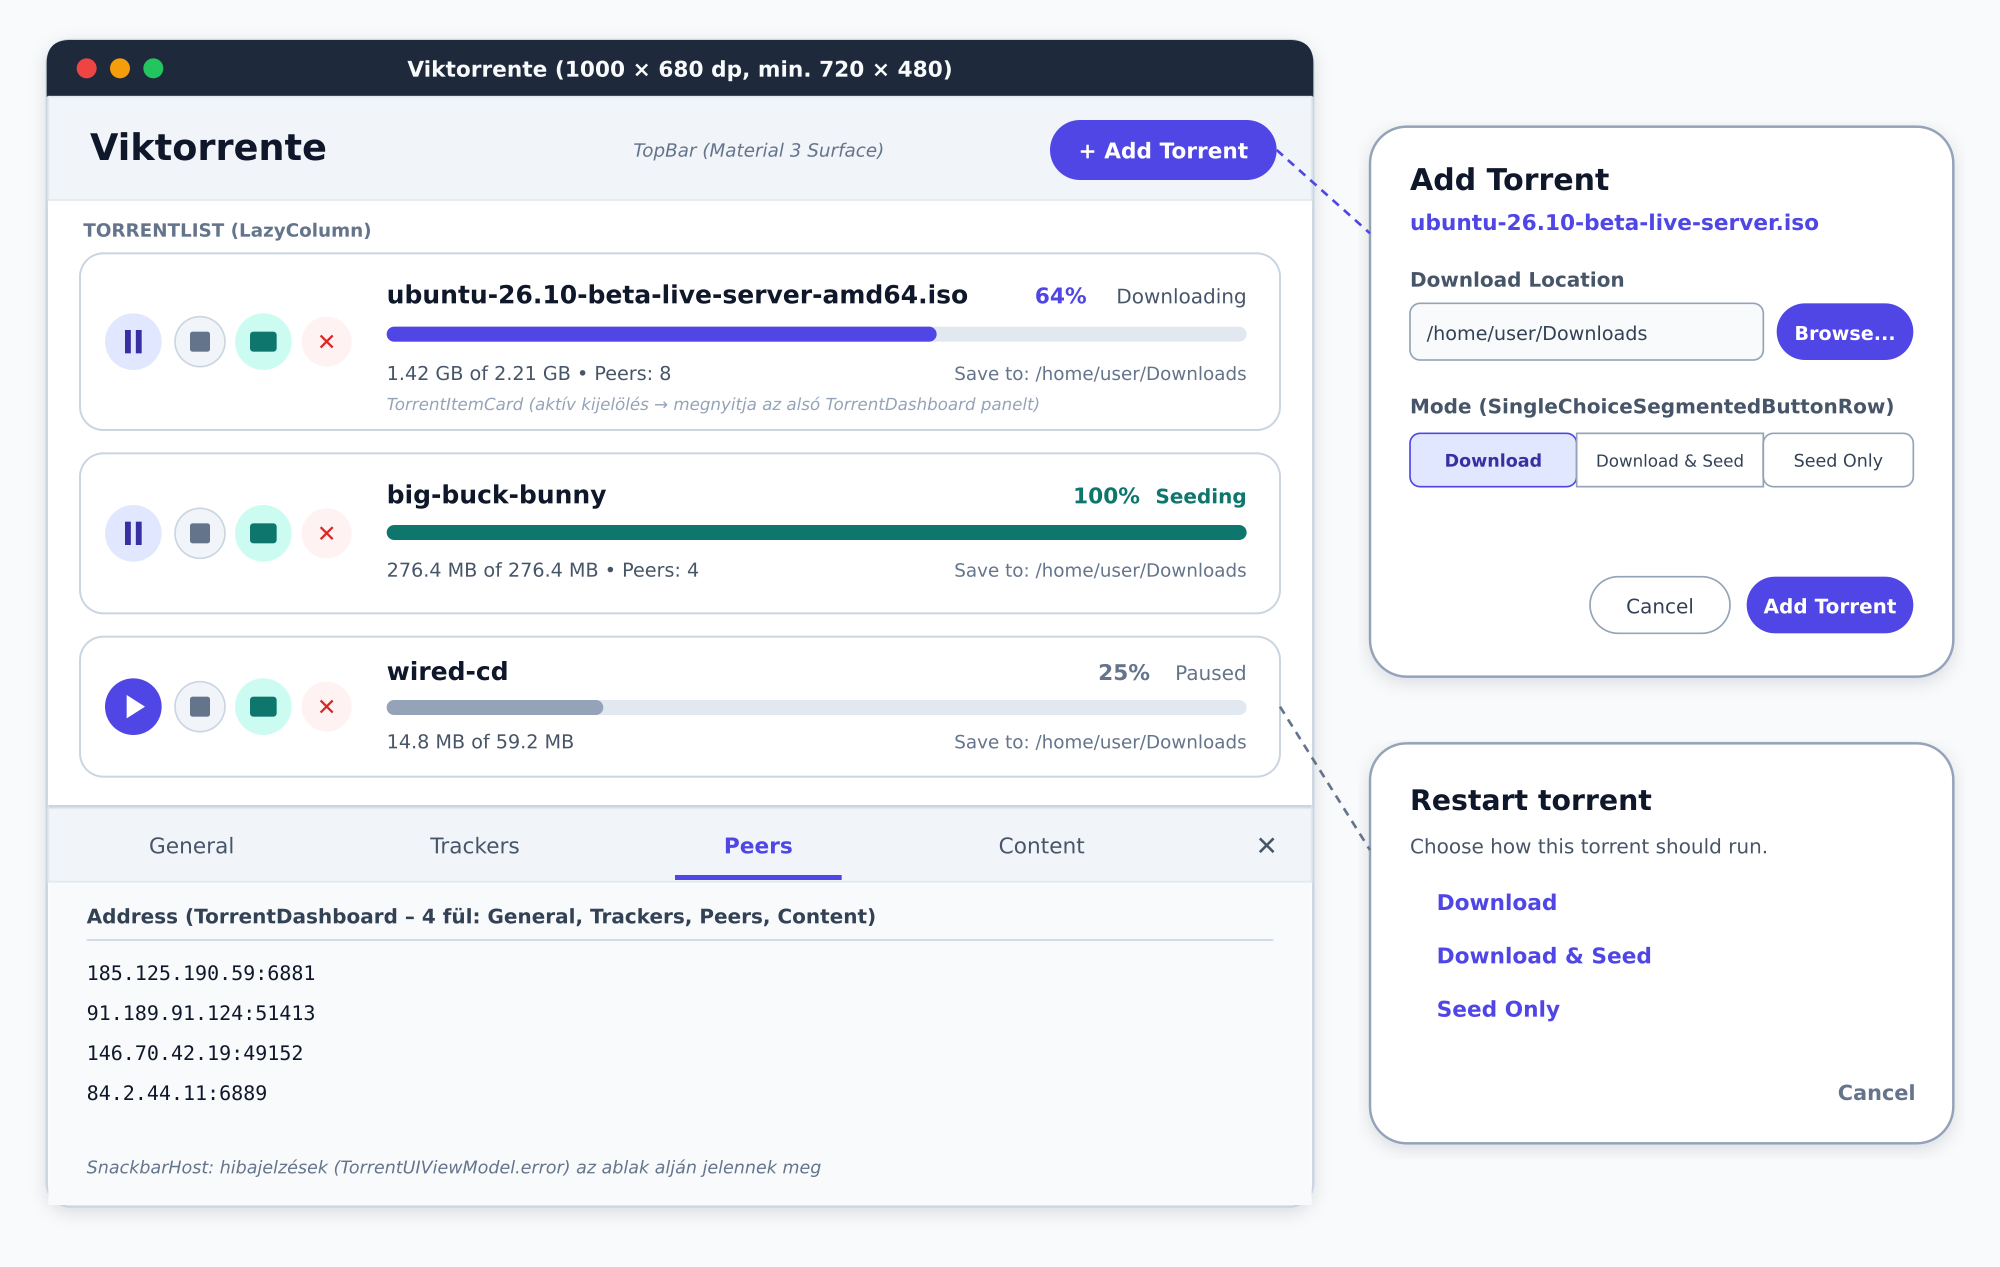 Viktorrente (1000 × 680 dp, min. 720 × 480)
Viktorrente
TopBar (Material 3 Surface)
+ Add Torrent
TORRENTLIST (LazyColumn)
ubuntu-26.10-beta-live-server-amd64.iso
64%
Downloading
1.42 GB of 2.21 GB • Peers: 8
Save to: /home/user/Downloads
TorrentItemCard (aktív kijelölés → megnyitja az alsó TorrentDashboard panelt)
big-buck-bunny
100% Seeding
276.4 MB of 276.4 MB • Peers: 4
Save to: /home/user/Downloads
wired-cd
25%
Paused
14.8 MB of 59.2 MB
Save to: /home/user/Downloads
General
Trackers
Peers
Content
✕
Address (TorrentDashboard – 4 fül: General, Trackers, Peers, Content)
185.125.190.59:6881
91.189.91.124:51413
146.70.42.19:49152
84.2.44.11:6889
SnackbarHost: hibajelzések (TorrentUIViewModel.error) az ablak alján jelennek meg
Add Torrent
ubuntu-26.10-beta-live-server.iso
Download Location
/home/user/Downloads
Browse...
Mode (SingleChoiceSegmentedButtonRow)
Download
Download & Seed
Seed Only
Cancel
Add Torrent
Restart torrent
Choose how this torrent should run.
Download
Download & Seed
Seed Only
Cancel